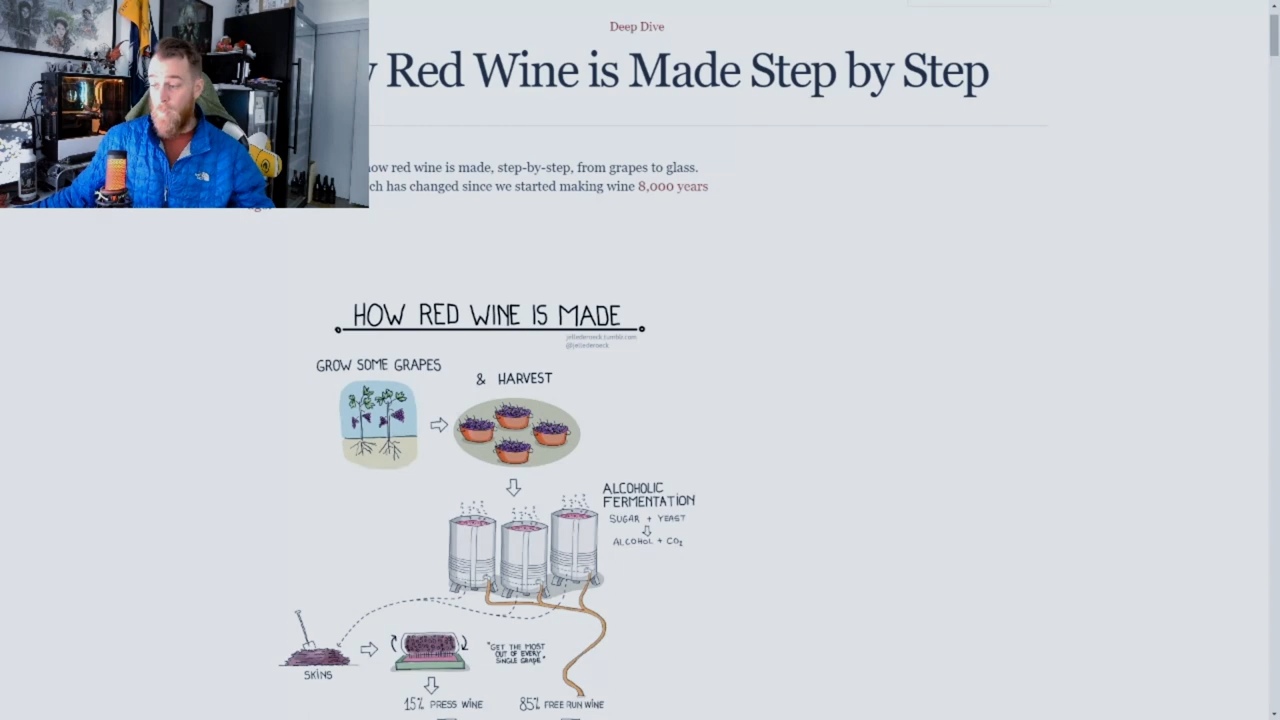 Deep Dive
Red Wine is Made Step by Step
how red wine is made, step-by-step, from grapes to glass.
has changed since we started making wine 8,000 years
HOW RED WINE IS MADE
GROW SOME GRAPES
& HARVEST
ALCOHOLIC
FERMENTATION
SUGAR + YEAST
ALCOHOL + CO₂
"GET THE MOST
OUT OF EVERY
SINGLE GRAPE"
SKINS
15% PRESS WINE
85% FREE RUN WINE